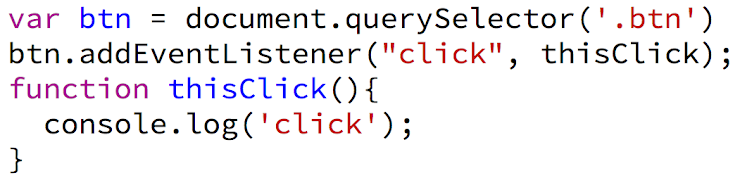 var btn = document.querySelector('.btn')
btn.addEventListener("click", thisClick);
function thisClick(){
  console.log('click');
}